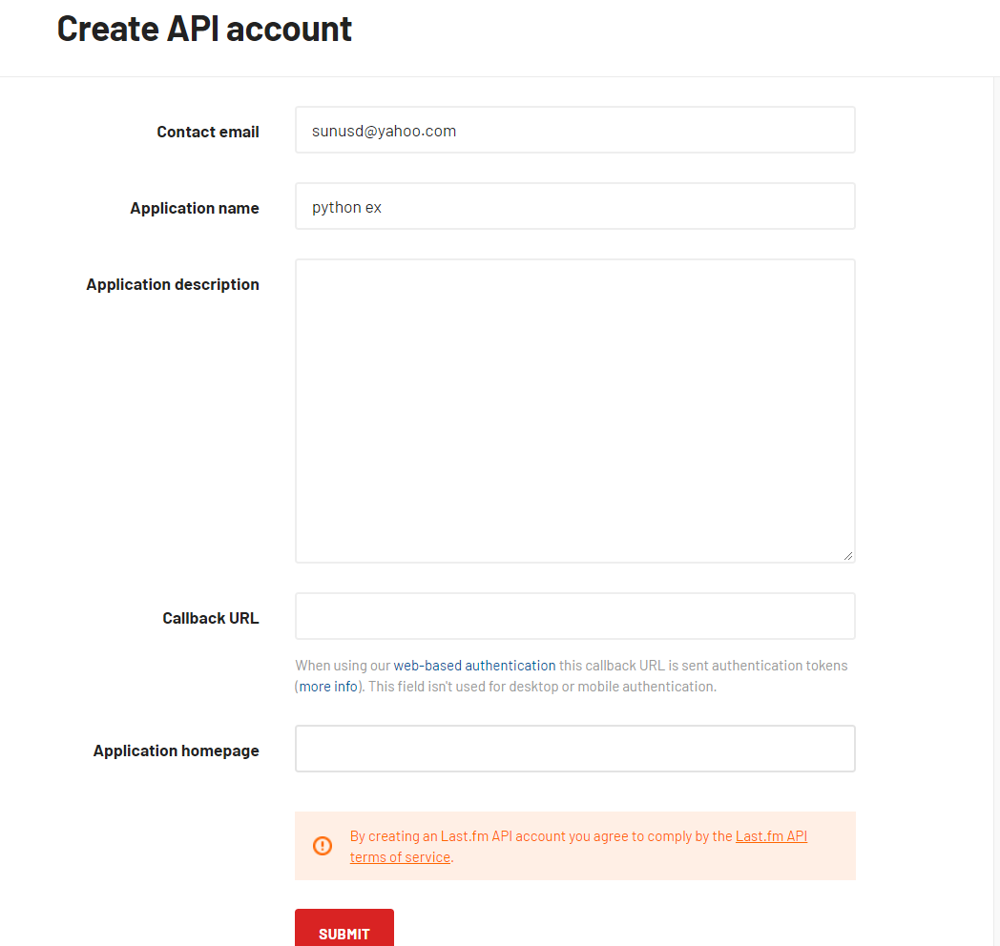 Create API account
Contact email
sunusd@yahoo.com
Application name
python ex
Application description
Callback URL
When using our web-based authentication this callback URL is sent authentication tokens
(more info). This field isn't used for desktop or mobile authentication.
Application homepage
By creating an Last.fm API account you agree to comply by the Last.fm API
terms of service.
SUBMIT